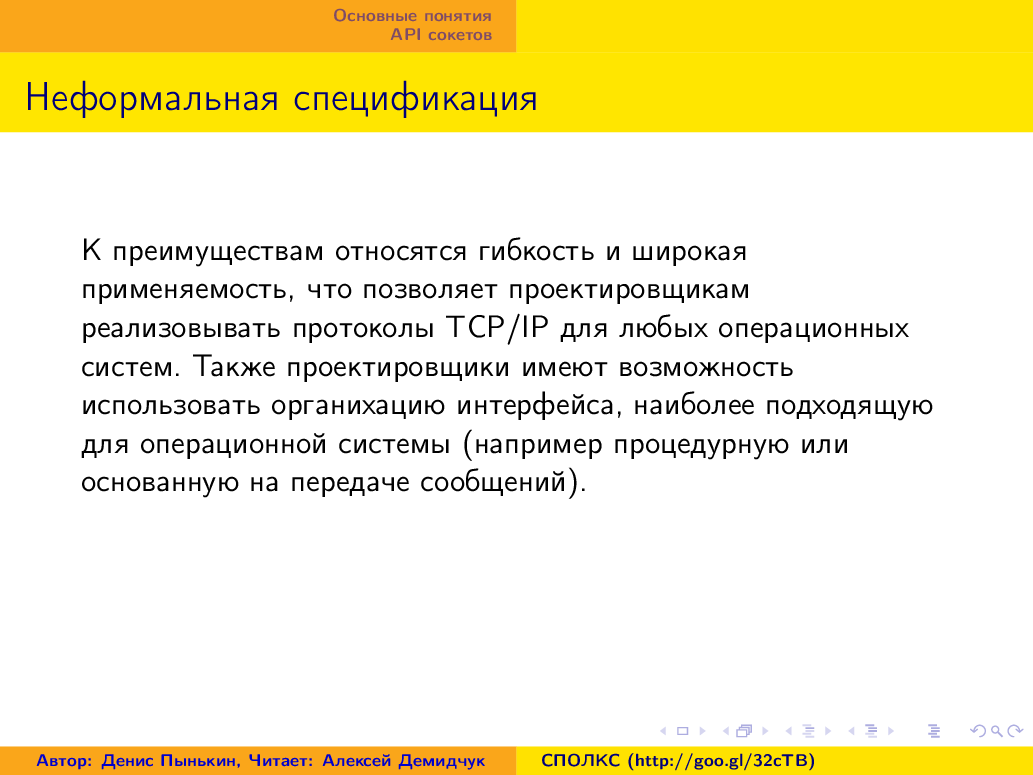 Основные понятия
API сокетов
Неформальная спецификация
К преимуществам относятся гибкость и широкая
применяемость, что позволяет проектировщикам
реализовывать протоколы TCP/IP для любых операционных
систем. Также проектировщики имеют возможность
использовать органихацию интерфейса, наиболее подходящую
для операционной системы (например процедурную или
основанную на передаче сообщений).
Автор: Денис Пынькин, Читает: Алексей Демидчук
СПОЛКС (http://goo.gl/32cTB)